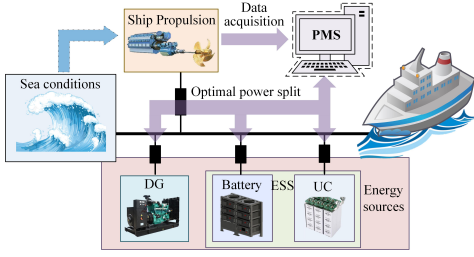 Ship Propulsion
Data
acquisition
PMS
Sea conditions
Optimal power split
DG
Battery
ESS
UC
Energy
sources